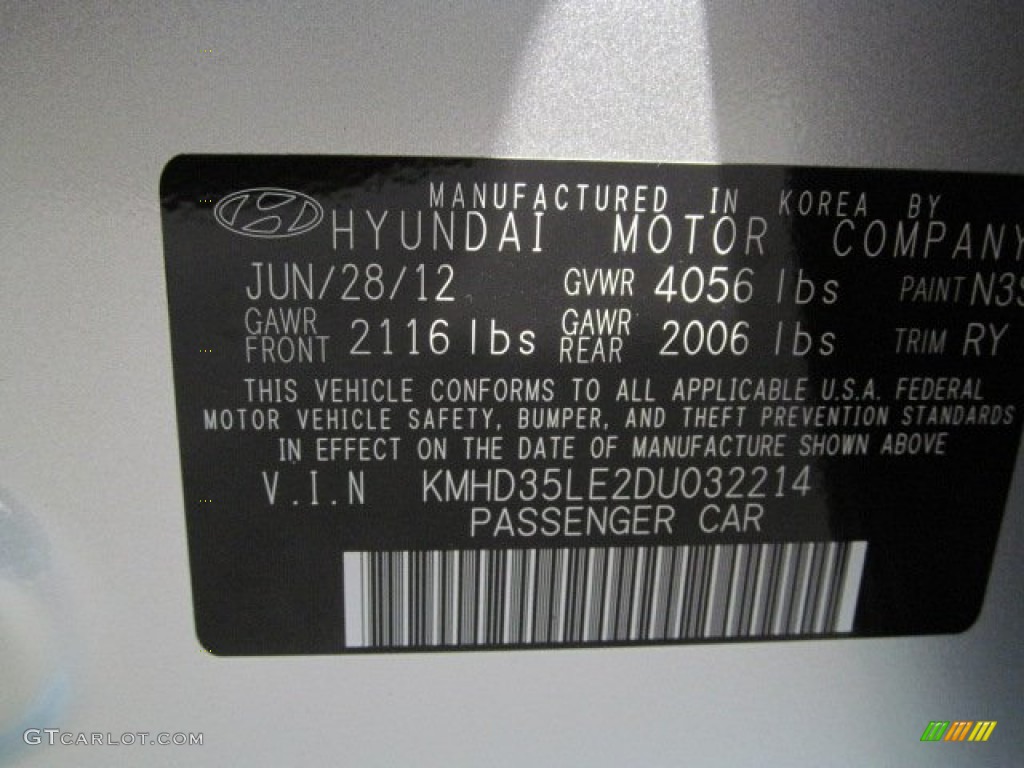 MANUFACTURED IN KOREA BY
HYUNDAI MOTOR COMPANY
JUN/28/12 GVWR 4056 lbs PAINT N3S
GAWR FRONT 2116 lbs GAWR REAR 2006 lbs TRIM RY
THIS VEHICLE CONFORMS TO ALL APPLICABLE U.S.A. FEDERAL
MOTOR VEHICLE SAFETY, BUMPER, AND THEFT PREVENTION STANDARDS
IN EFFECT ON THE DATE OF MANUFACTURE SHOWN ABOVE
V.I.N KMHD35LE2DU032214
PASSENGER CAR
GTCARLOT.COM